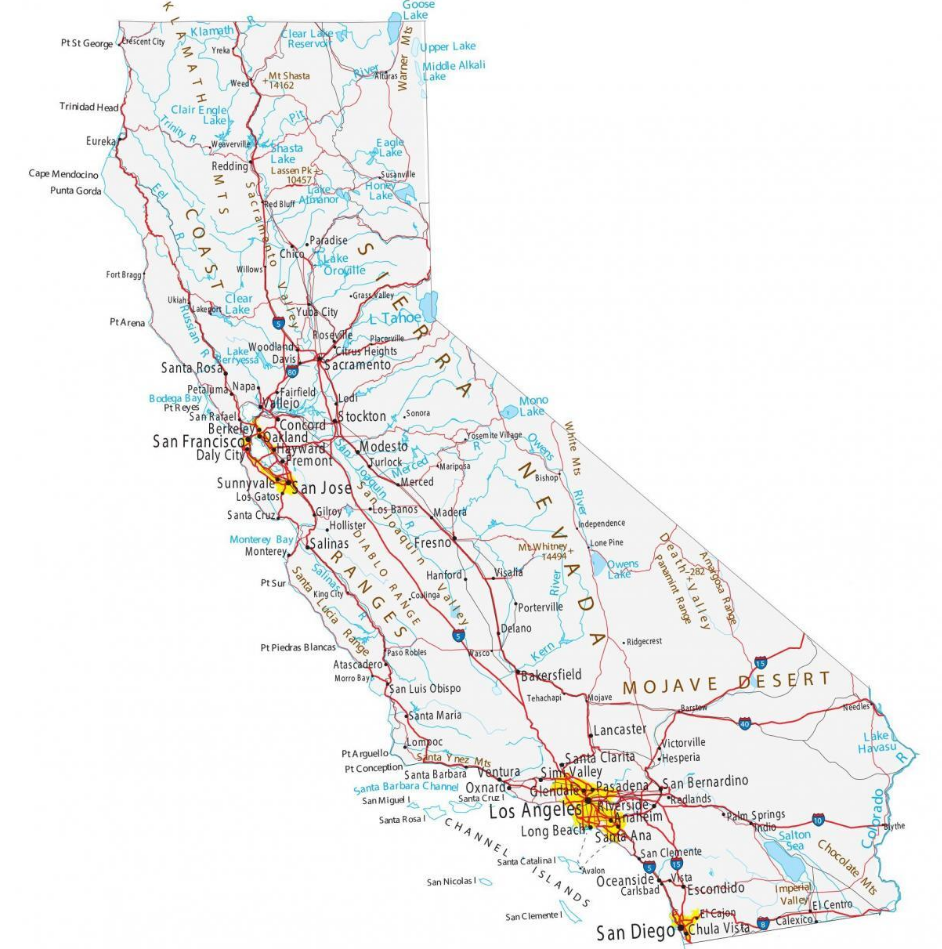 Goose
Lake
KLAMATH MTS
Klamath
R
Clear Lake
Reservoir
Pt St George
Crescent City
Yreka
Warner Mts
Upper Lake
Middle Alkali
Lake
River
Alturas
Weed
Mt Shasta
14162
Trinidad Head
Clair Engle
Lake
Pit
Trinity R
Eureka
Weaverville
Shasta
Lake
Eagle
Lake
Redding
Lassen Pk
10457
Susanville
Cape Mendocino
Punta Gorda
Eel
R
Lake
Almanor
Honey
Lake
Red Bluff
Sacramento Valley
COAST
RANGES
SIERRA
NEVADA
Paradise
Chico
Lake
Oroville
Willows
Fort Bragg
Grass Valley
Ukiah
Lakeport
Clear
Lake
Yuba City
L Tahoe
Pt Arena
Russian R
5
Roseville
Placerville
Woodland
Citrus Heights
Lake
Berryessa
Davis
Sacramento
80
Santa Rosa
Petaluma
Napa
Fairfield
Bodega Bay
Pt Reyes
Vallejo
Lodi
San Rafael
Concord
Stockton
Sonora
Mono
Lake
Berkeley
Oakland
San Francisco
Daly City
Hayward
Fremont
Modesto
Turlock
Yosemite Village
R
Merced
Mariposa
Owens
River
White Mts
Bishop
San Joaquin
R
San Joaquin Valley
Sunnyvale
San Jose
Los Gatos
Merced
Santa Cruz
Gilroy
Los Banos
Madera
Hollister
Independence
Monterey Bay
Monterey
Salinas
Fresno
Mt Whitney
14494
Lone Pine
Owens
Lake
Death Valley
-282
Amargosa Range
Panamint Range
DIABLO RANGE
Hanford
Visalia
Pt Sur
Salinas
R
King City
Coalinga
River
Santa Lucia Range
Porterville
Delano
5
Kern
Ridgecrest
Pt Piedras Blancas
Paso Robles
Wasco
Atascadero
Morro Bay
Bakersfield
15
San Luis Obispo
MOJAVE DESERT
Tehachapi
Mojave
Barstow
Needles
Santa Maria
40
Lancaster
Lompoc
Victorville
Hesperia
Lake
Havasu
R
Pt Arguello
Santa Ynez Mts
Santa Clarita
Pt Conception
Santa Barbara
Ventura
Simi Valley
Santa Barbara Channel
Oxnard
Glendale
Pasadena
San Bernardino
San Miguel I
Santa Cruz I
Redlands
Los Angeles
Riverside
Santa Rosa I
Anaheim
Palm Springs
10
Colorado
Long Beach
Santa Ana
Indio
Blythe
CHANNEL ISLANDS
Salton
Sea
Chocolate Mts
San Clemente
Santa Catalina I
Avalon
5
15
San Nicolas I
Oceanside
Vista
Carlsbad
Escondido
Imperial
Valley
San Clemente I
El Cajon
El Centro
San Diego
Chula Vista
8
Calexico